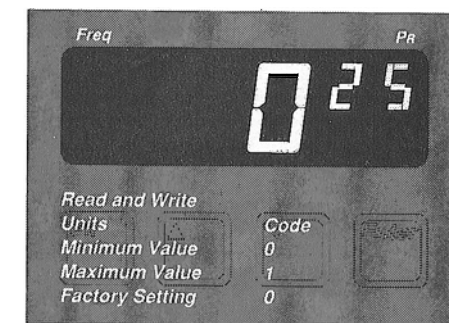 Freq PR
0 25
Read and Write
Units Code
Minimum Value 0
Maximum Value 1
Factory Setting 0